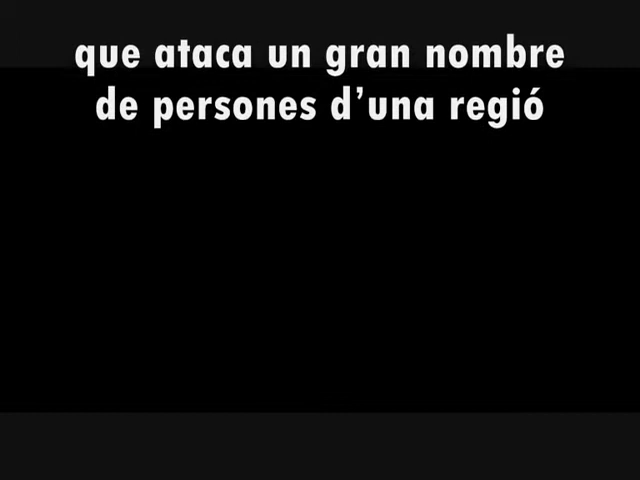 que ataca un gran nombre
de persones d’una regió